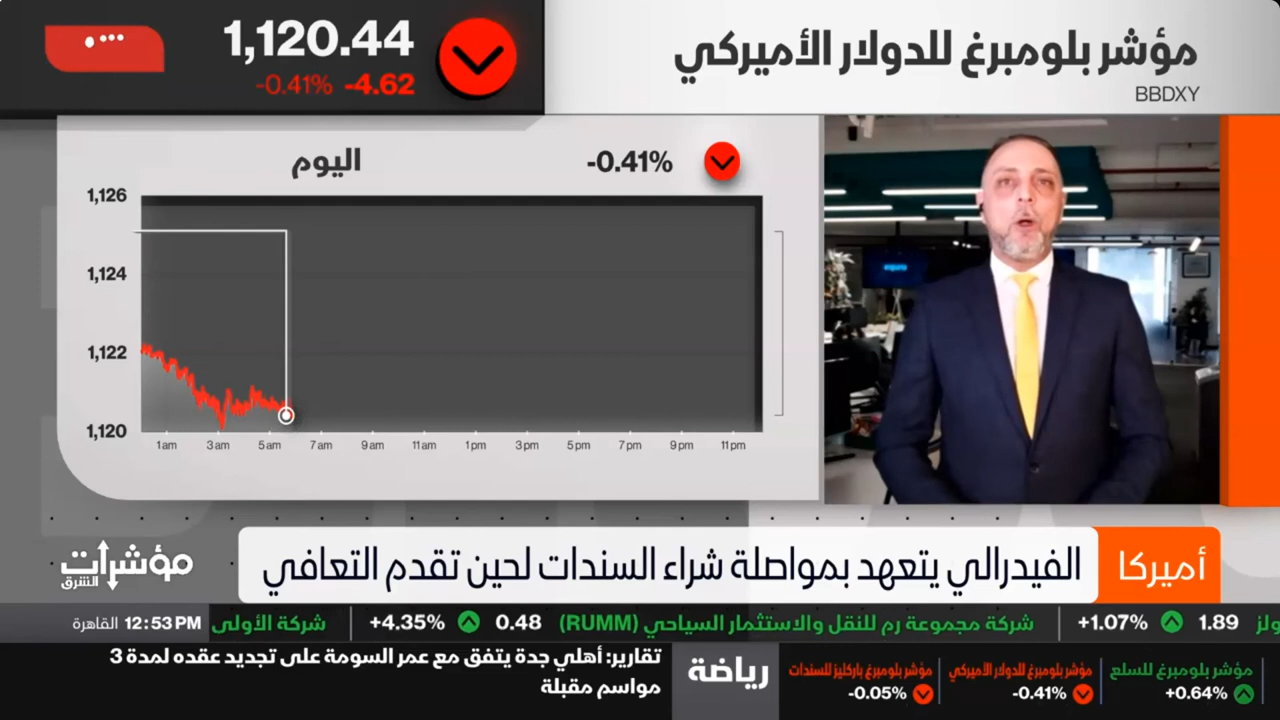 مؤشر بلومبرغ للدولار الأميركي
BBDXY
1,120.44
-0.41% -4.62
اليوم
-0.41%
1,126
1,124
1,122
1,120
1am 3am 5am 7am 9am 11am 1pm 3pm 5pm 7pm 9pm 11pm
أميركا
الفيدرالي يتعهد بمواصلة شراء السندات لحين تقدم التعافي
مؤشرات
الشرق
ولز 1.89 +1.07%
شركة مجموعة رم للنقل والاستثمار السياحي (RUMM) 0.48 +4.35%
شركة الأولى
12:53PM القاهرة
مؤشر بلومبرغ للسلع
+0.64%
مؤشر بلومبرغ للدولار الأميركي
-0.41%
مؤشر بلومبرغ باركليز للسندات
-0.05%
رياضة
تقارير: أهلي جدة يتفق مع عمر السومة على تجديد عقده لمدة 3
مواسم مقبلة